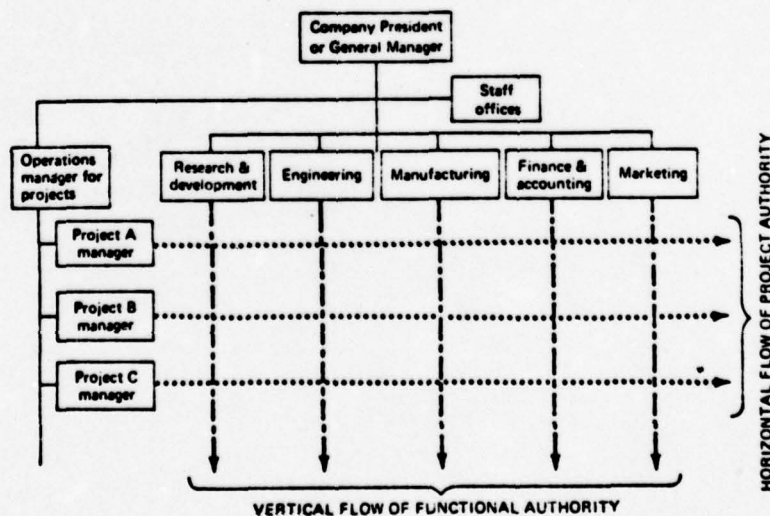 Company President
or General Manager
Staff
offices
Operations
manager for
projects
Research &
development
Engineering
Manufacturing
Finance &
accounting
Marketing
Project A
manager
Project B
manager
Project C
manager
HORIZONTAL FLOW OF PROJECT AUTHORITY
VERTICAL FLOW OF FUNCTIONAL AUTHORITY